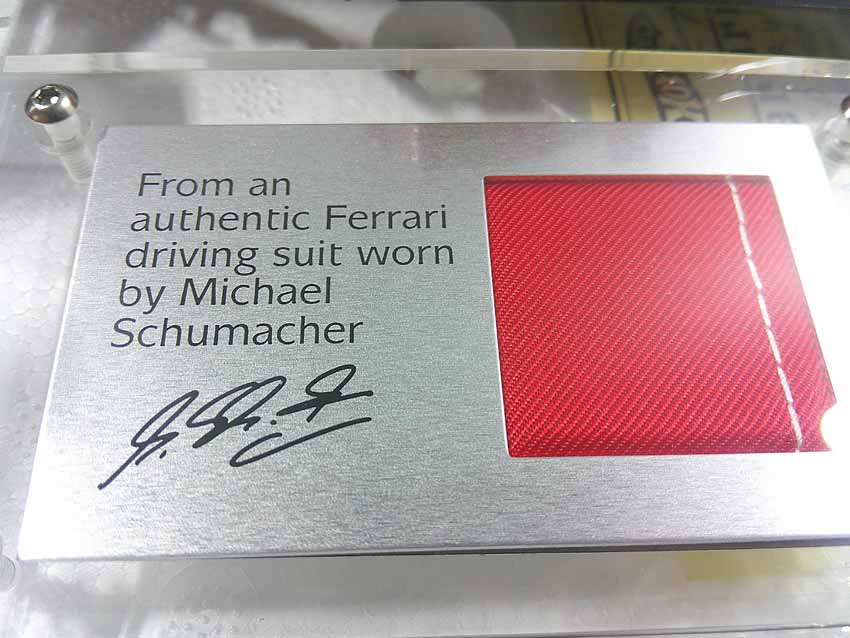 From an
authentic Ferrari
driving suit worn
by Michael
Schumacher